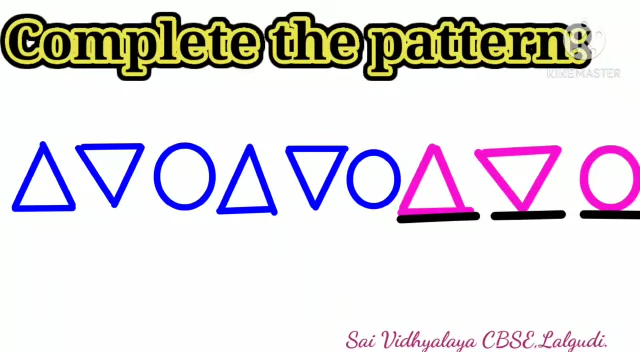 Complete the pattern:
KINEMASTER
Sai Vidhyalaya CBSE,Lalgudi.